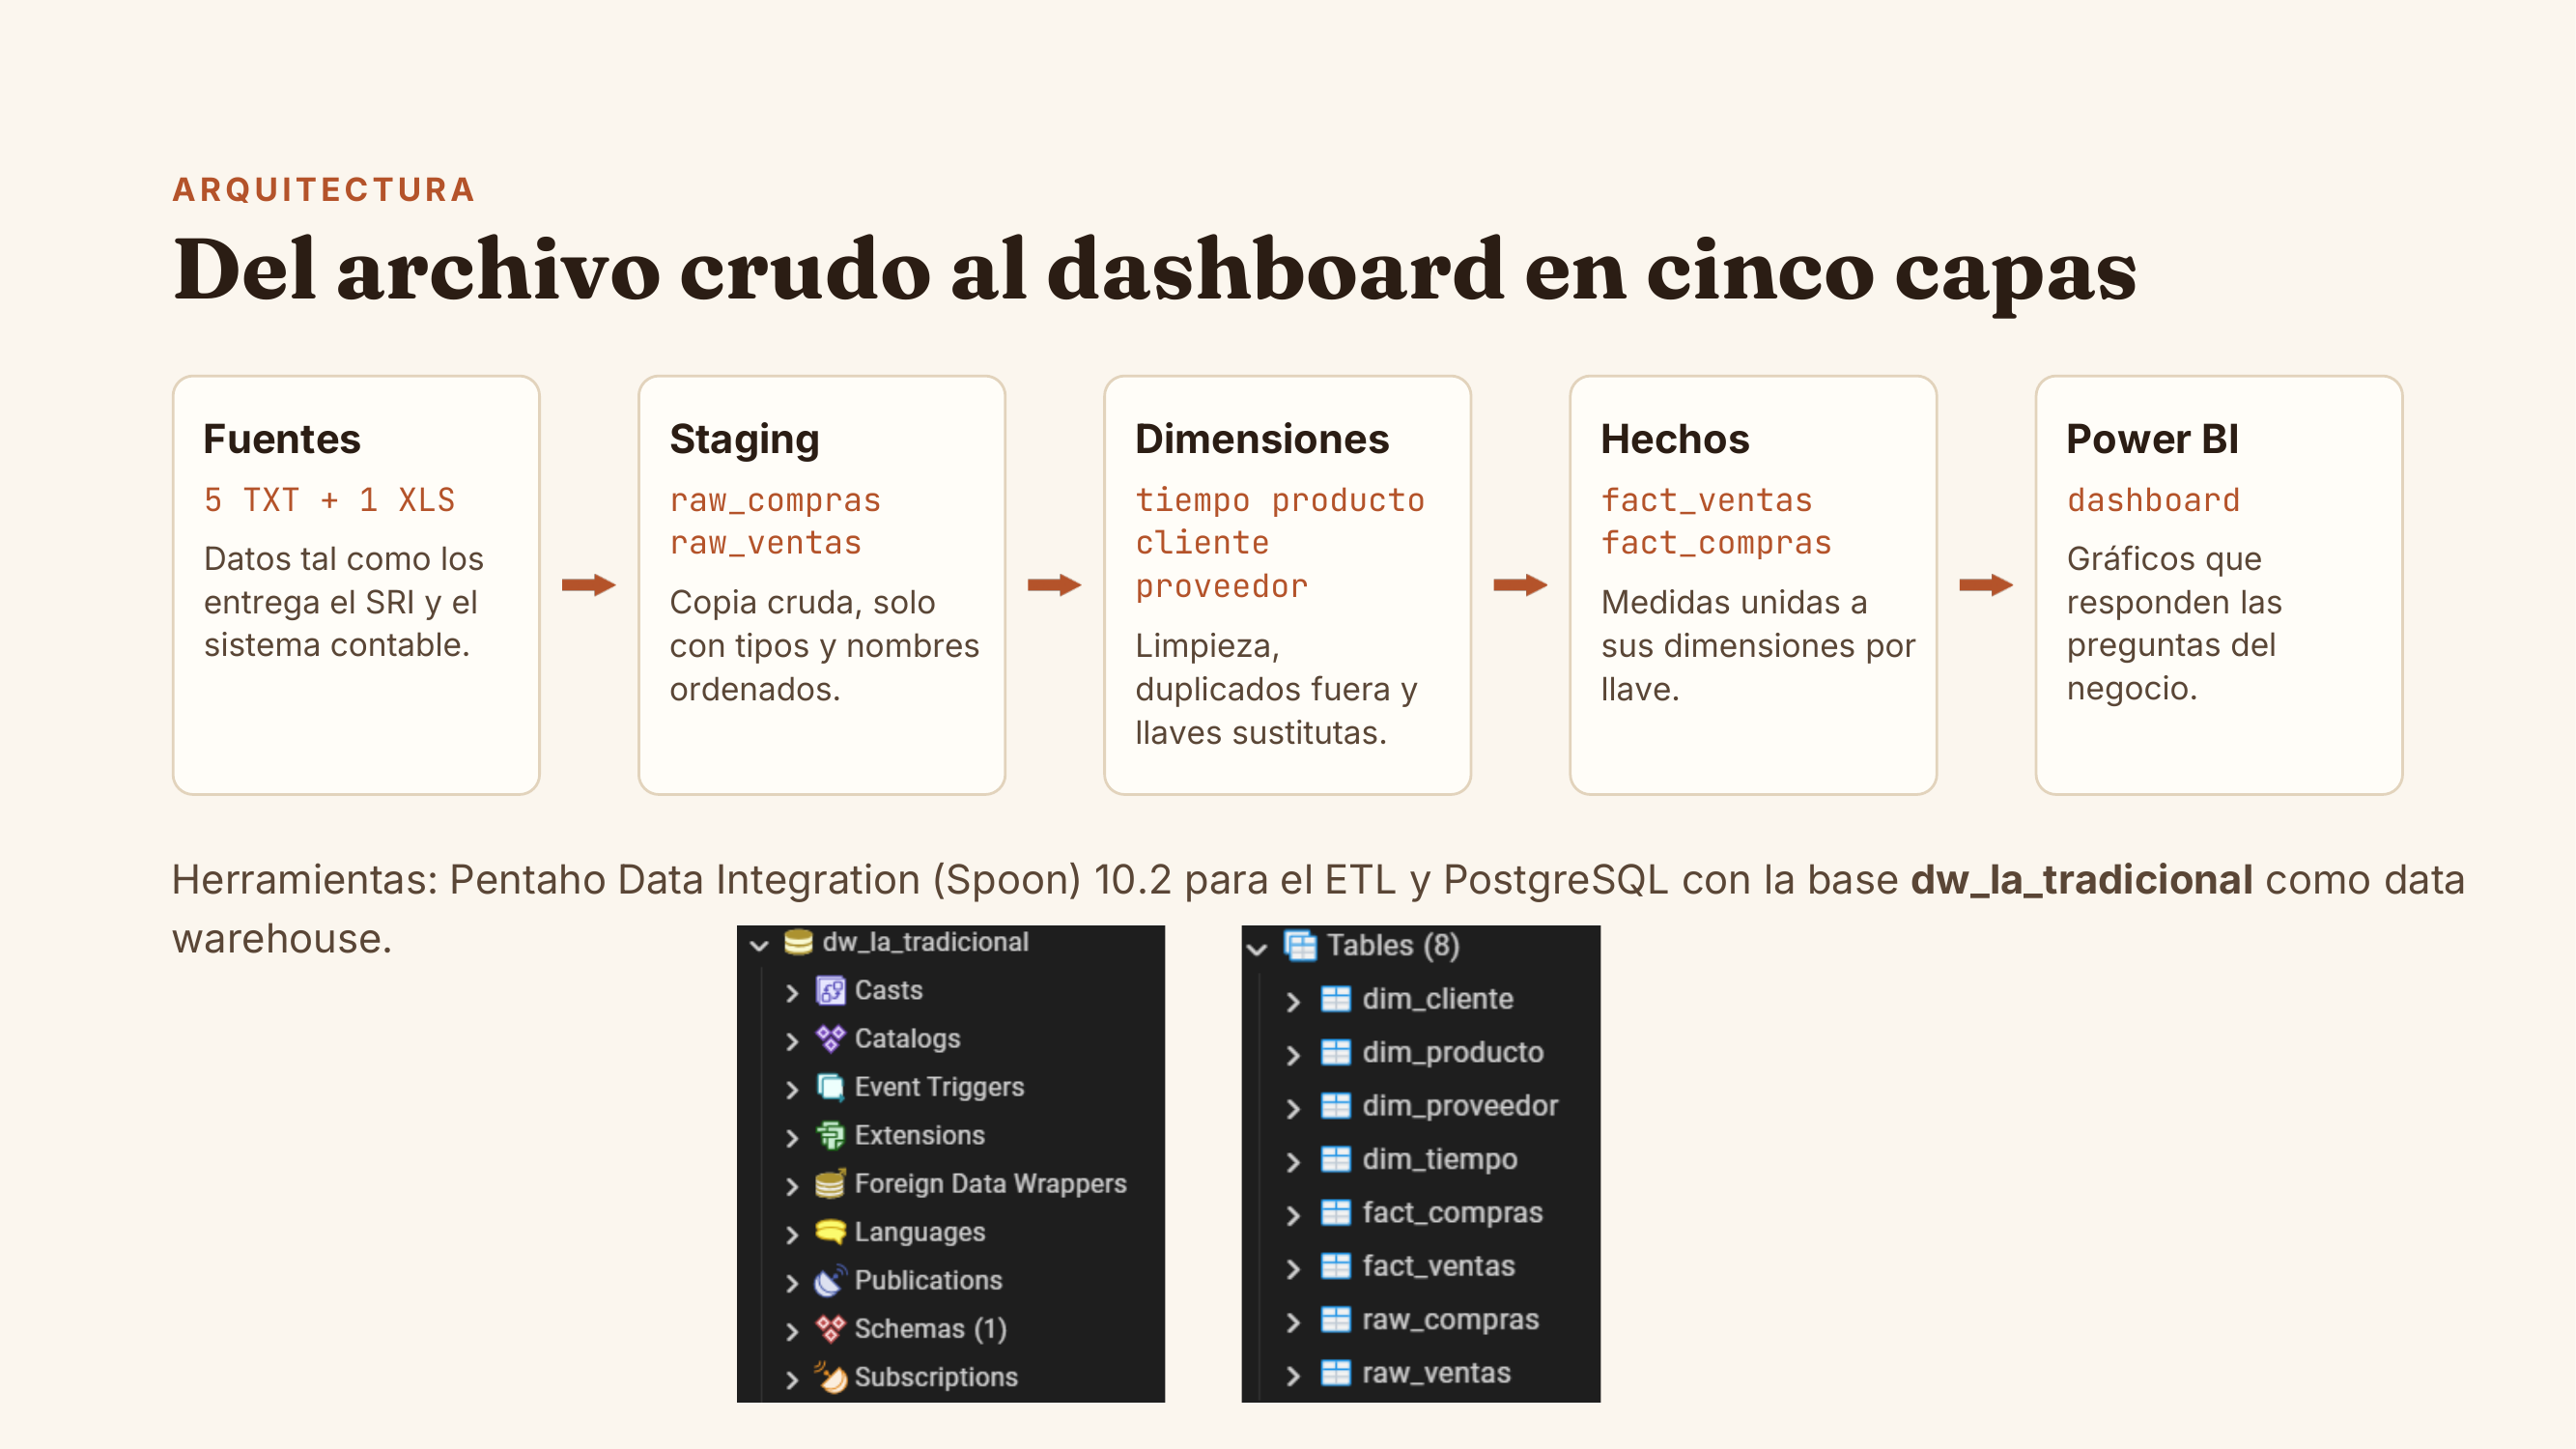 ARQUITECTURA
Del archivo crudo al dashboard en cinco capas
Fuentes
5 TXT + 1 XLS
Datos tal como los
entrega el SRI y el
sistema contable.
Staging
raw_compras
raw_ventas
Copia cruda, solo
con tipos y nombres
ordenados.
Dimensiones
tiempo producto
cliente
proveedor
Limpieza,
duplicados fuera y
llaves sustitutas.
Hechos
fact_ventas
fact_compras
Medidas unidas a
sus dimensiones por
llave.
Power BI
dashboard
Gráficos que
responden las
preguntas del
negocio.
Herramientas: Pentaho Data Integration (Spoon) 10.2 para el ETL y PostgreSQL con la base dw_la_tradicional como data
warehouse.
dw_la_tradicional
Casts
Catalogs
Event Triggers
Extensions
Foreign Data Wrappers
Languages
Publications
Schemas (1)
Subscriptions
Tables (8)
dim_cliente
dim_producto
dim_proveedor
dim_tiempo
fact_compras
fact_ventas
raw_compras
raw_ventas